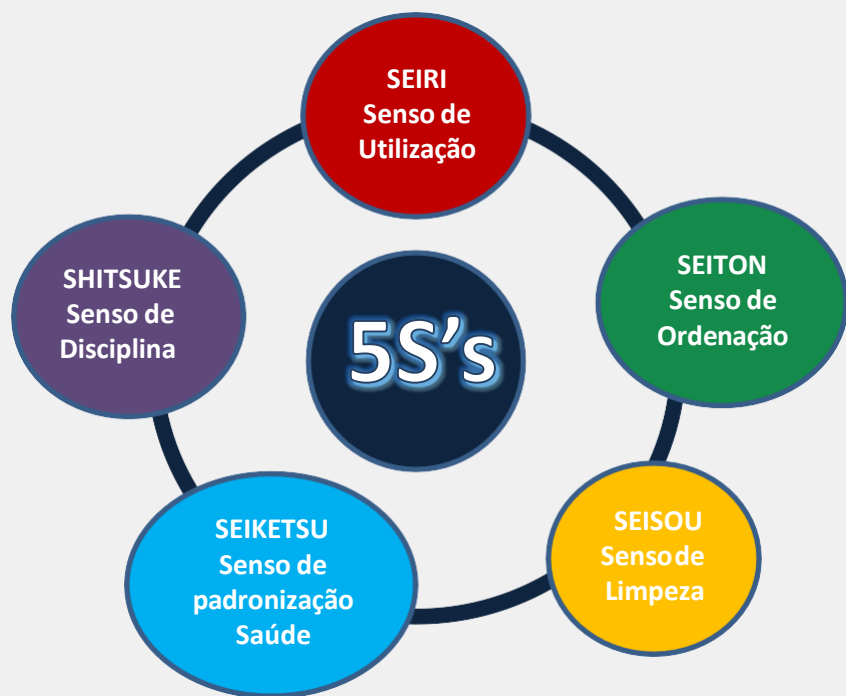 SEIRI
Senso de
Utilização
SHITSUKE
Senso de
Disciplina
SEITON
Senso de
Ordenação
5S's
SEIKETSU
Senso de
padronização
Saúde
SEISOU
Senso de
Limpeza